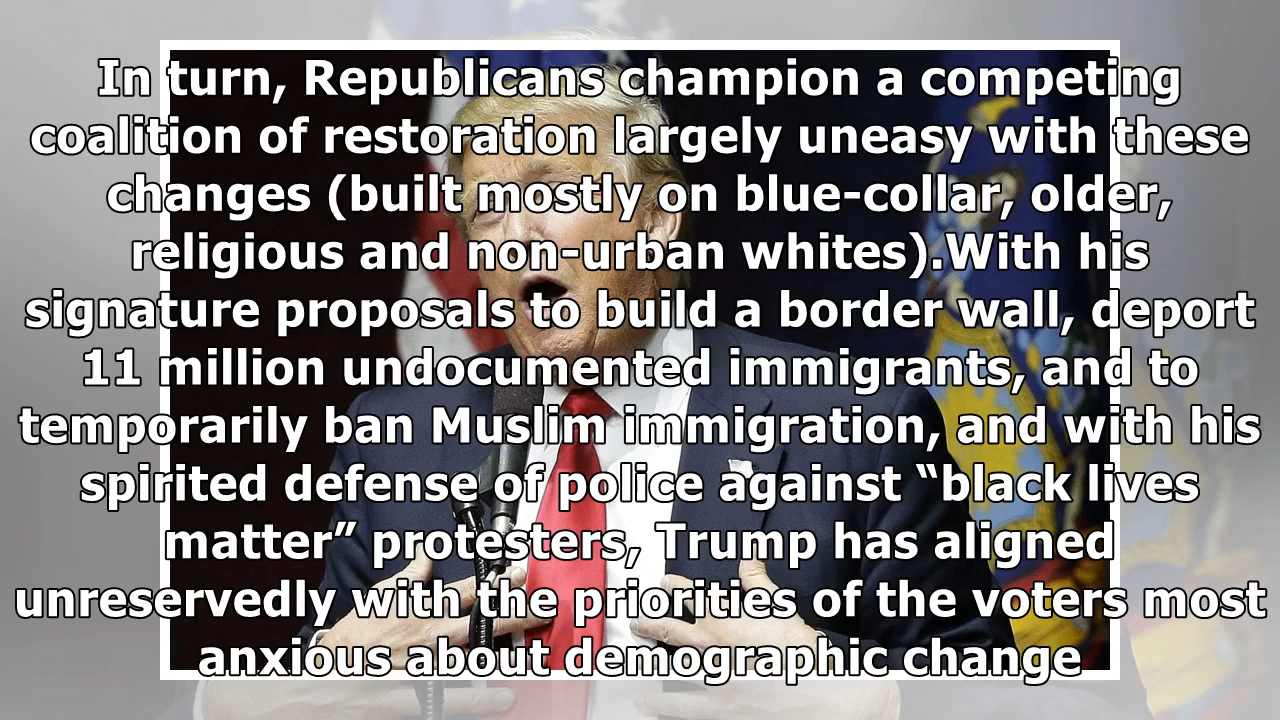 In turn, Republicans champion a competing
coalition of restoration largely uneasy with these
changes (built mostly on blue-collar, older,
religious and non-urban whites).With his
signature proposals to build a border wall, deport
11 million undocumented immigrants, and to
temporarily ban Muslim immigration, and with his
spirited defense of police against “black lives
matter” protesters, Trump has aligned
unreservedly with the priorities of the voters most
anxious about demographic change